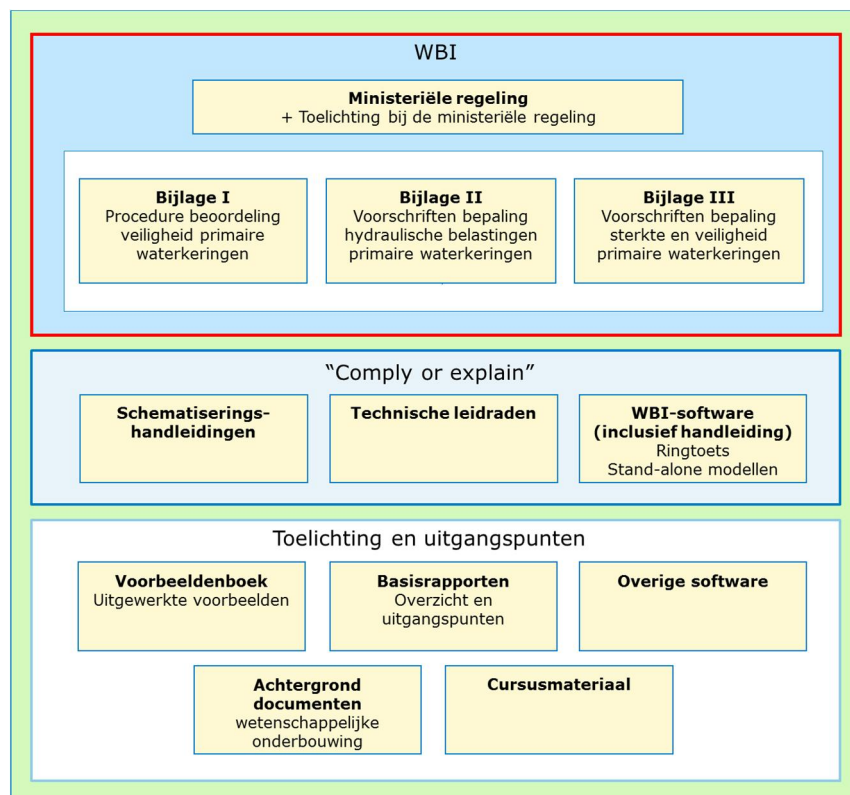 WBI
Ministeriële regeling
+ Toelichting bij de ministeriële regeling
Bijlage I
Procedure beoordeling
veiligheid primaire
waterkeringen
Bijlage II
Voorschriften bepaling
hydraulische belastingen
primaire waterkeringen
Bijlage III
Voorschriften bepaling
sterkte en veiligheid
primaire waterkeringen
“Comply or explain”
Schematiserings-
handleidingen
Technische leidraden
WBI-software
(inclusief handleiding)
Ringtoets
Stand-alone modellen
Toelichting en uitgangspunten
Voorbeeldenboek
Uitgewerkte voorbeelden
Basisrapporten
Overzicht en
uitgangspunten
Overige software
Achtergrond
documenten
wetenschappelijke
onderbouwing
Cursusmateriaal